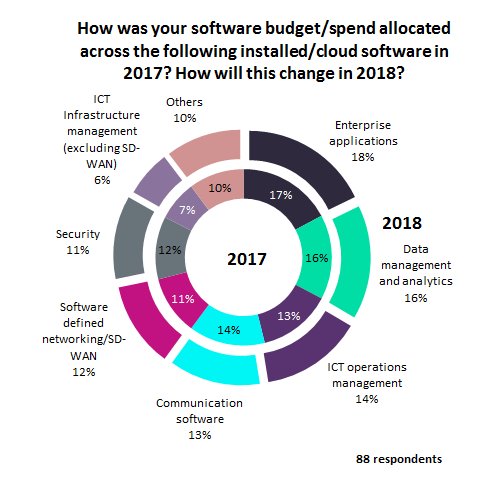 How was your software budget/spend allocated
across the following installed/cloud software in
2017? How will this change in 2018?
ICT
Infrastructure
management
(excluding SD-
WAN)
6%
Others
10%
Enterprise
applications
18%
2018
Data
management
and analytics
16%
ICT operations
management
14%
Communication
software
13%
Software
defined
networking/SD-
WAN
12%
Security
11%
2017
17%
16%
13%
14%
11%
12%
7%
10%
88 respondents